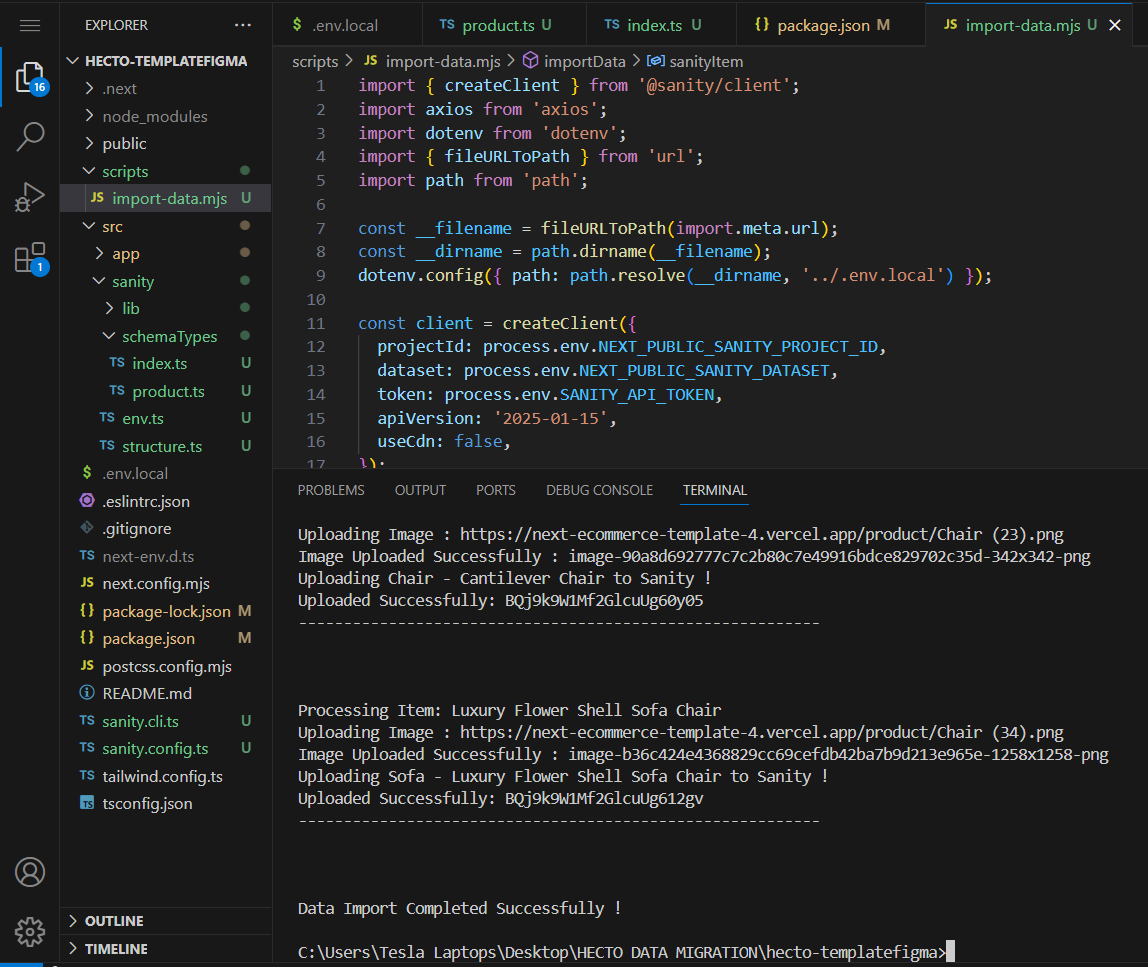 EXPLORER ···
HECTO-TEMPLATEFIGMA
.next
node_modules
public
scripts
JS import-data.mjs U
src
app
sanity
lib
schemaTypes
TS index.ts U
TS product.ts U
TS env.ts U
TS structure.ts U
$ .env.local
.eslintrc.json
.gitignore
TS next-env.d.ts
JS next.config.mjs
{} package-lock.json M
{} package.json M
JS postcss.config.mjs
README.md
TS sanity.cli.ts U
TS sanity.config.ts U
TS tailwind.config.ts
TS tsconfig.json
OUTLINE
TIMELINE
16
1
$ .env.local TS product.ts U TS index.ts U {} package.json M JS import-data.mjs U
scripts > JS import-data.mjs > importData > sanityItem
1 import { createClient } from '@sanity/client';
2 import axios from 'axios';
3 import dotenv from 'dotenv';
4 import { fileURLToPath } from 'url';
5 import path from 'path';
6
7 const __filename = fileURLToPath(import.meta.url);
8 const __dirname = path.dirname(__filename);
9 dotenv.config({ path: path.resolve(__dirname, '../.env.local') });
10
11 const client = createClient({
12 projectId: process.env.NEXT_PUBLIC_SANITY_PROJECT_ID,
13 dataset: process.env.NEXT_PUBLIC_SANITY_DATASET,
14 token: process.env.SANITY_API_TOKEN,
15 apiVersion: '2025-01-15',
16 useCdn: false,
17 });
PROBLEMS OUTPUT PORTS DEBUG CONSOLE TERMINAL
Uploading Image : https://next-ecommerce-template-4.vercel.app/product/Chair (23).png
Image Uploaded Successfully : image-90a8d692777c7c2b80c7e49916bdce829702c35d-342x342-png
Uploading Chair - Cantilever Chair to Sanity !
Uploaded Successfully: BQj9k9W1Mf2GlcuUg60y05
----------------------------------------------------------
Processing Item: Luxury Flower Shell Sofa Chair
Uploading Image : https://next-ecommerce-template-4.vercel.app/product/Chair (34).png
Image Uploaded Successfully : image-b36c424e4368829cc69cefdb42ba7b9d213e965e-1258x1258-png
Uploading Sofa - Luxury Flower Shell Sofa Chair to Sanity !
Uploaded Successfully: BQj9k9W1Mf2GlcuUg612gv
----------------------------------------------------------
Data Import Completed Successfully !
C:\Users\Tesla Laptops\Desktop\HECTO DATA MIGRATION\hecto-templatefigma>